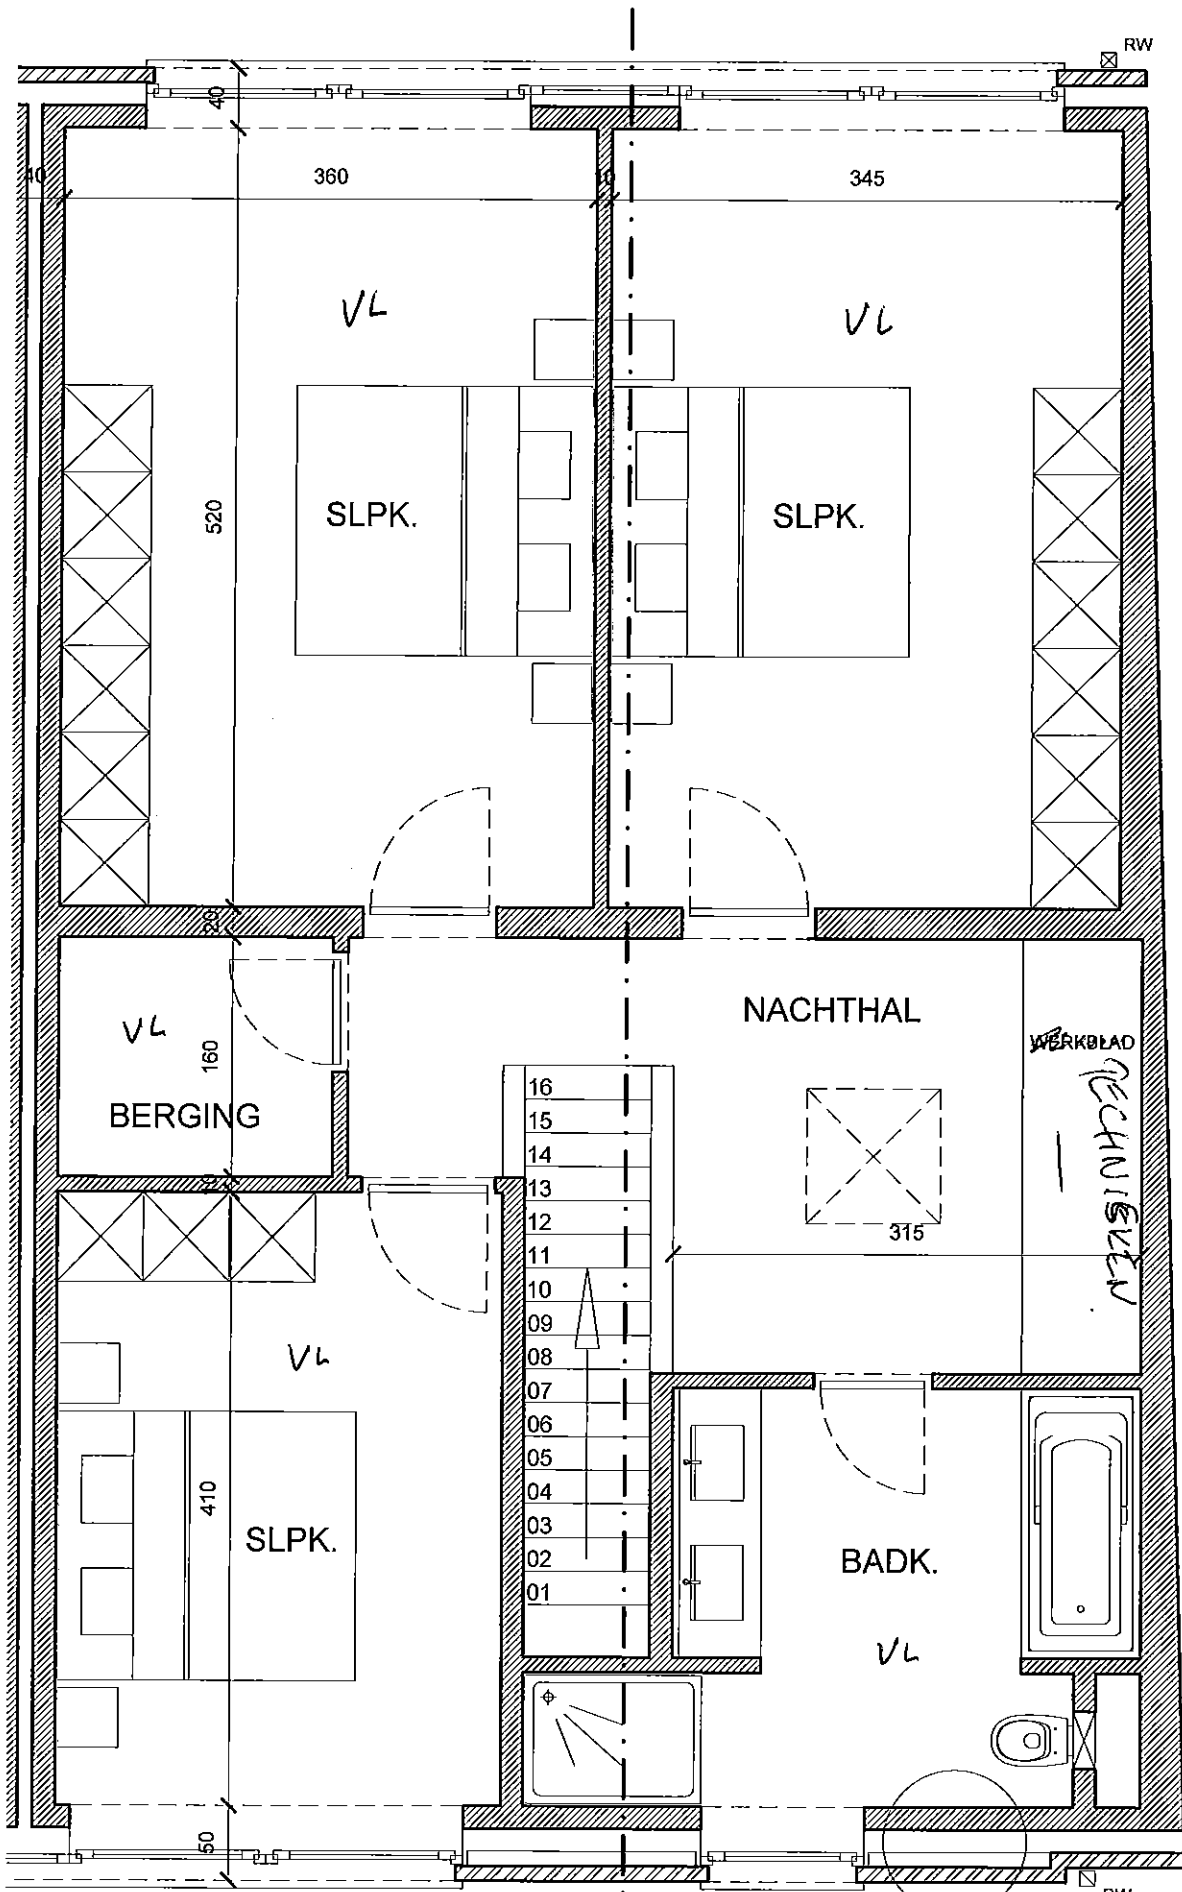 RW
40
40
360
10
345
VL
VL
520
SLPK.
SLPK.
20
NACHTHAL
VL
160
WERKBLAD
TECHNIEKEN
BERGING
10
16
15
14
13
12
11
10
09
08
07
06
05
04
03
02
01
315
VL
410
SLPK.
BADK.
VL
50
RW